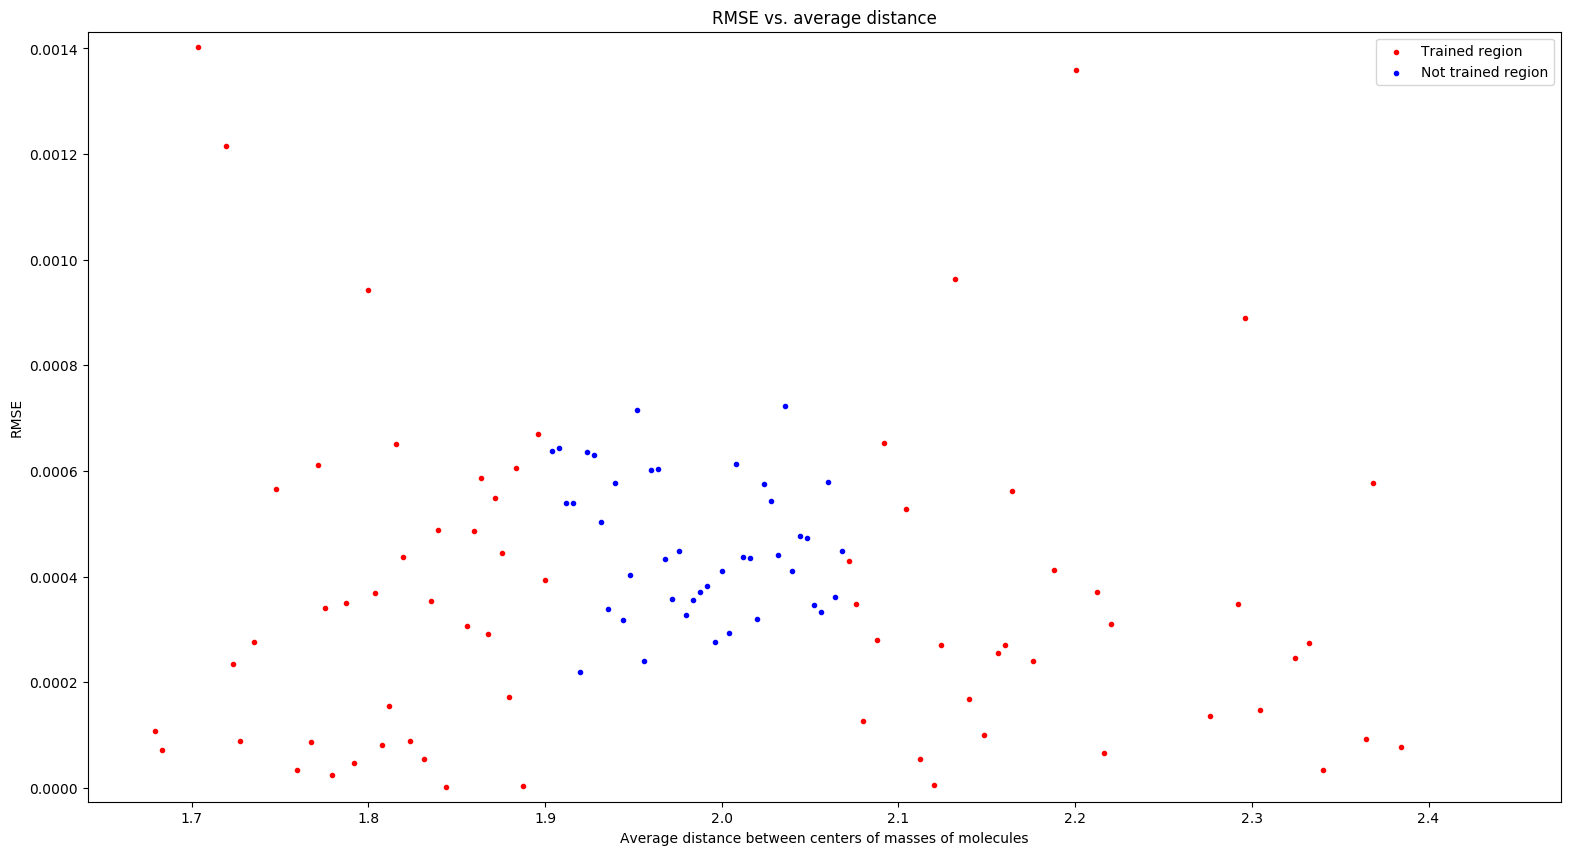 RMSE vs. average distance
Trained region
Not trained region
0.0014
0.0012
0.0010
0.0008
0.0006
0.0004
0.0002
0.0000
RMSE
1.7 1.8 1.9 2.0 2.1 2.2 2.3 2.4
Average distance between centers of masses of molecules